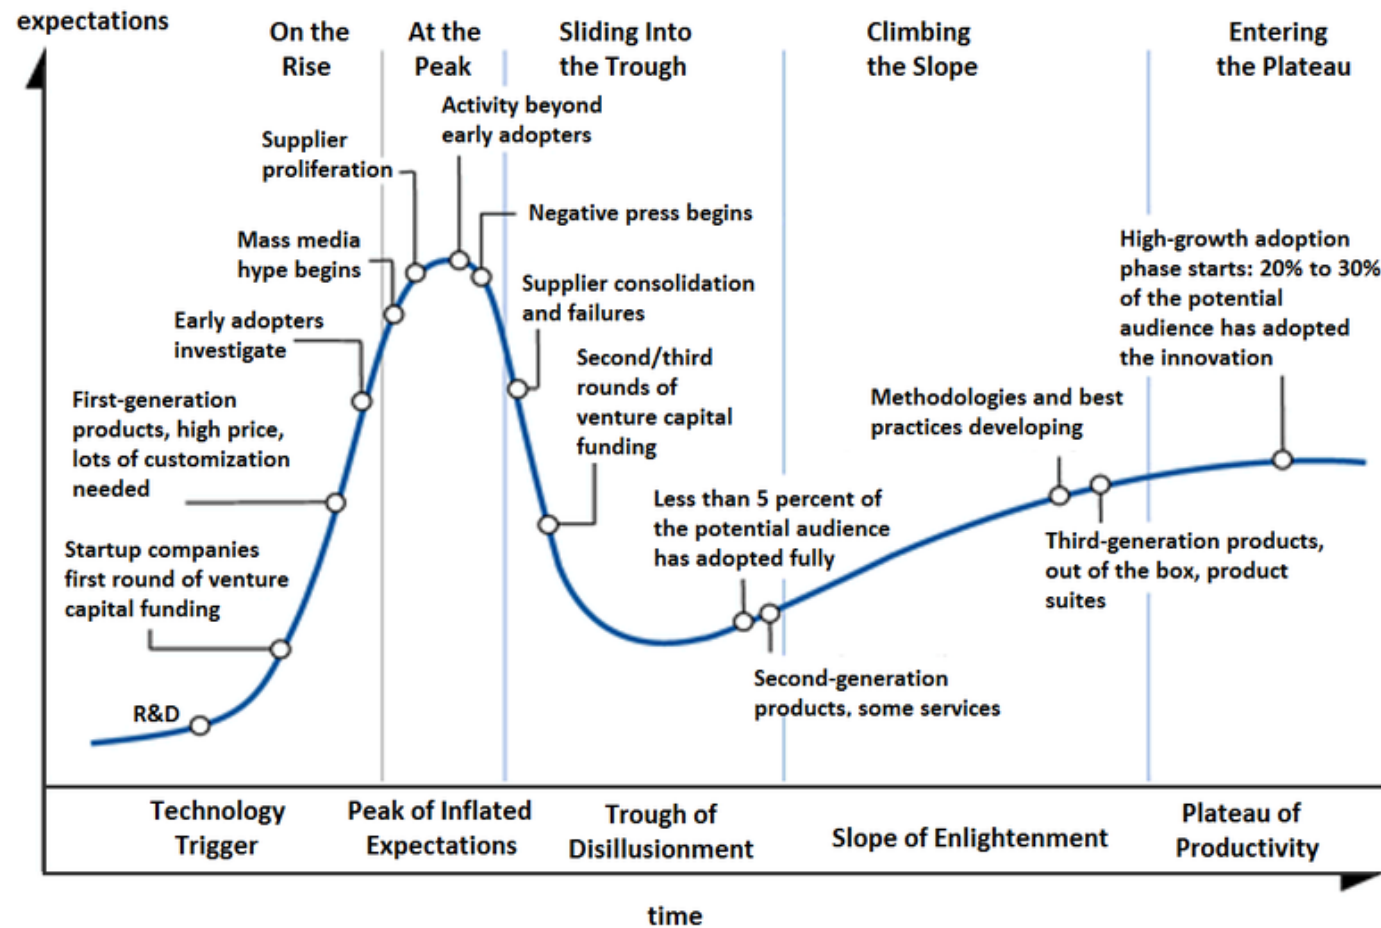 expectations
On the
Rise
At the
Peak
Sliding Into
the Trough
Climbing
the Slope
Entering
the Plateau
Activity beyond
early adopters
Supplier
proliferation
Negative press begins
Mass media
hype begins
Supplier consolidation
and failures
Early adopters
investigate
Second/third
rounds of
venture capital
funding
First-generation
products, high price,
lots of customization
needed
Startup companies
first round of venture
capital funding
R&D
Less than 5 percent of
the potential audience
has adopted fully
Second-generation
products, some services
Methodologies and best
practices developing
Third-generation products,
out of the box, product
suites
High-growth adoption
phase starts: 20% to 30%
of the potential
audience has adopted
the innovation
Technology
Trigger
Peak of Inflated
Expectations
Trough of
Disillusionment
Slope of Enlightenment
Plateau of
Productivity
time